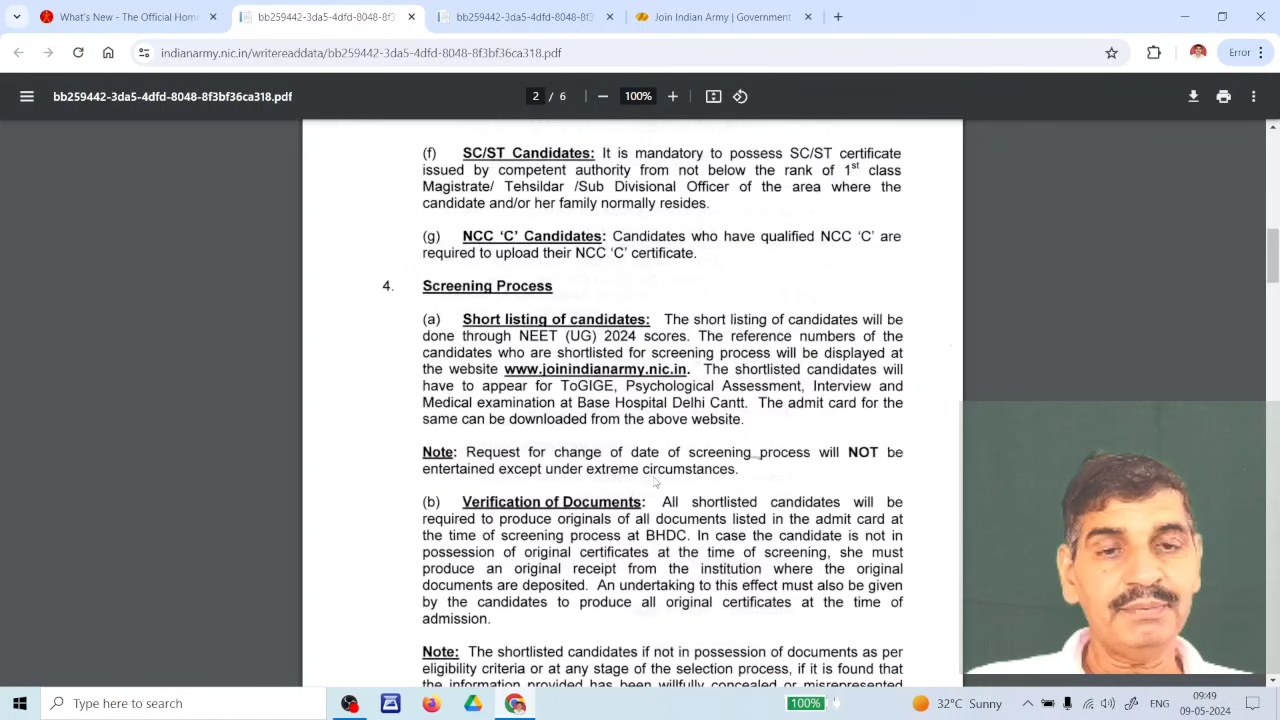 What's New - The Official Home
bb259442-3da5-4dfd-8048-8f3bf
bb259442-3da5-4dfd-8048-8f3bf
Join Indian Army | Government
indianarmy.nic.in/writereaddata/bb259442-3da5-4dfd-8048-8f3bf36ca318.pdf
Error
bb259442-3da5-4dfd-8048-8f3bf36ca318.pdf
2 / 6
100%
(f) SC/ST Candidates: It is mandatory to possess SC/ST certificate
issued by competent authority from not below the rank of 1st class
Magistrate/ Tehsildar /Sub Divisional Officer of the area where the
candidate and/or her family normally resides.
(g) NCC ‘C’ Candidates: Candidates who have qualified NCC ‘C’ are
required to upload their NCC ‘C’ certificate.
4. Screening Process
(a) Short listing of candidates: The short listing of candidates will be
done through NEET (UG) 2024 scores. The reference numbers of the
candidates who are shortlisted for screening process will be displayed at
the website www.joinindianarmy.nic.in. The shortlisted candidates will
have to appear for ToGIGE, Psychological Assessment, Interview and
Medical examination at Base Hospital Delhi Cantt. The admit card for the
same can be downloaded from the above website.
Note: Request for change of date of screening process will NOT be
entertained except under extreme circumstances.
(b) Verification of Documents: All shortlisted candidates will be
required to produce originals of all documents listed in the admit card at
the time of screening process at BHDC. In case the candidate is not in
possession of original certificates at the time of screening, she must
produce an original receipt from the institution where the original
documents are deposited. An undertaking to this effect must also be given
by the candidates to produce all original certificates at the time of
admission.
Note: The shortlisted candidates if not in possession of documents as per
eligibility criteria or at any stage of the selection process, if it is found that
the information provided has been willfully concealed or misrepresented
Type here to search
100%
32°C Sunny
ENG
09:49
09-05-2024